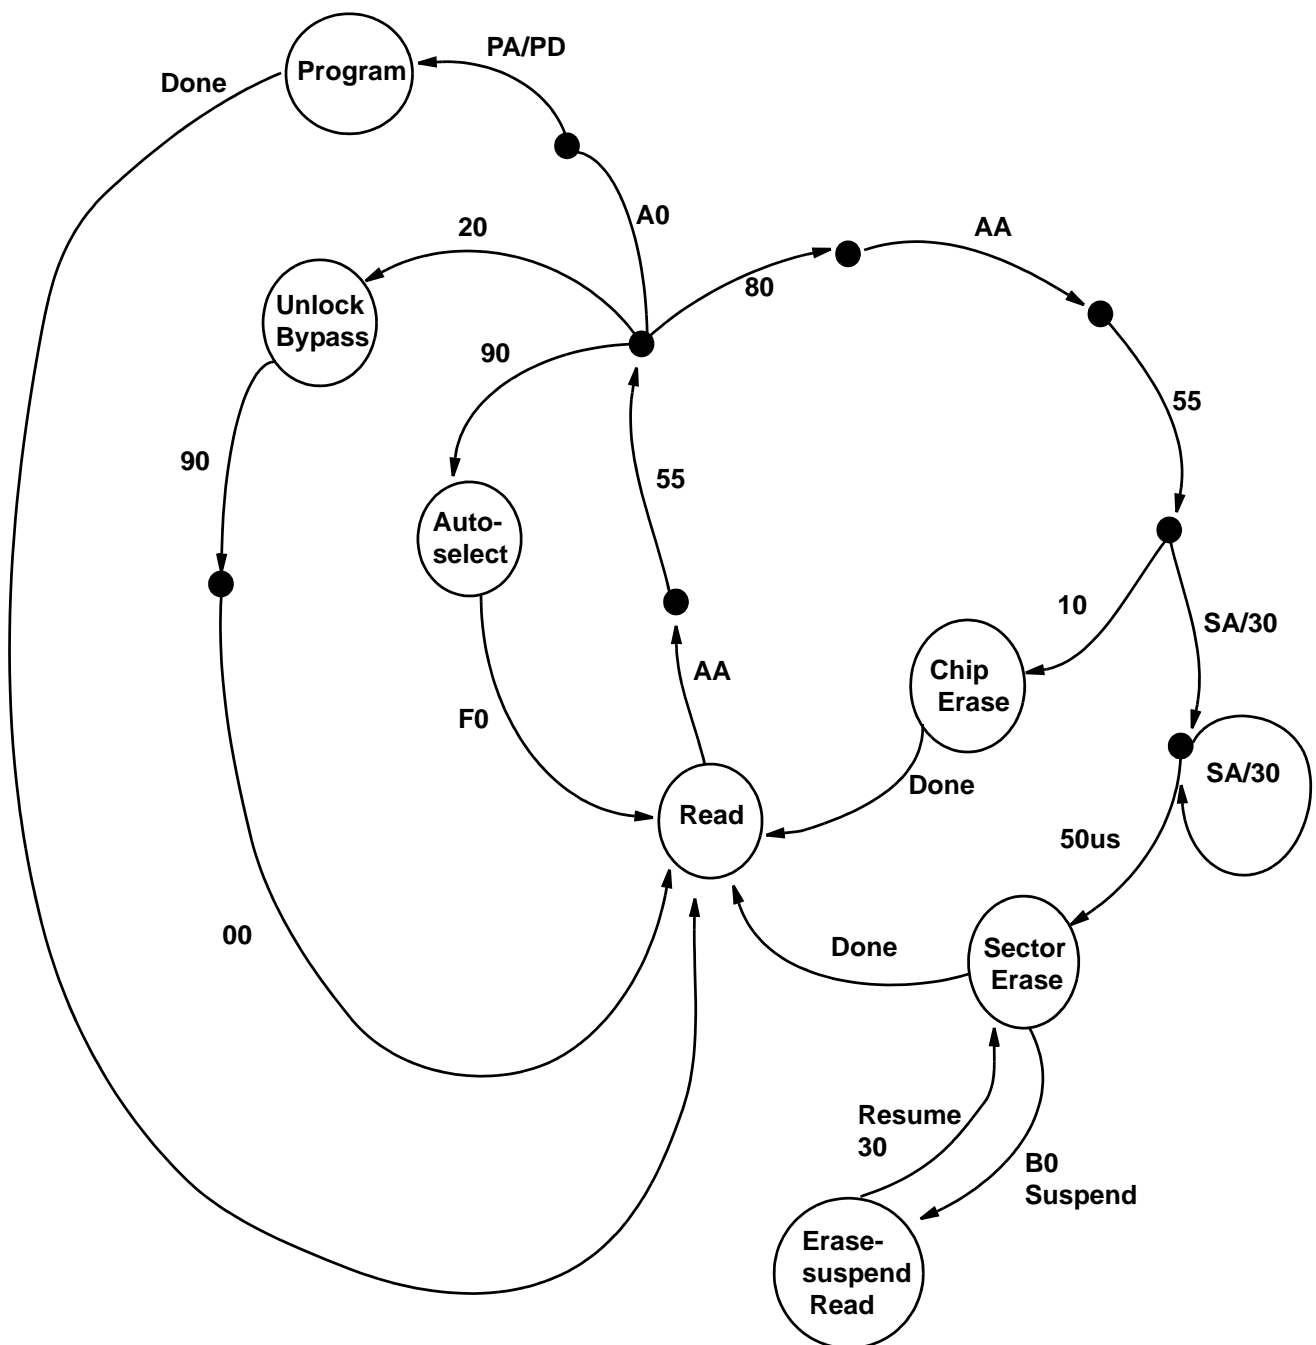 PA/PD
Program
Done
A0
20
AA
80
Unlock
Bypass
90
55
90
55
Auto-
select
10
SA/30
Chip
Erase
AA
F0
SA/30
Done
Read
50us
00
Done
Sector
Erase
Resume
30
B0
Suspend
Erase-
suspend
Read